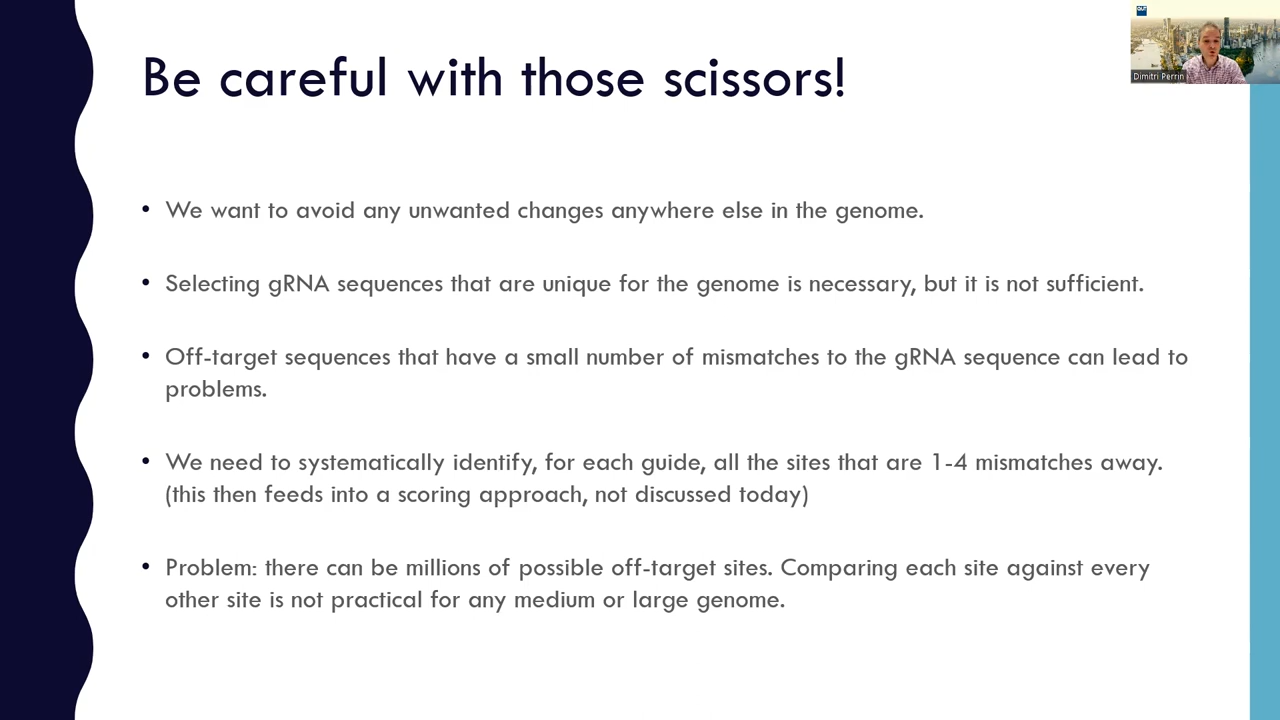 Be careful with those scissors!
QUT
Dimitri Perrin
• We want to avoid any unwanted changes anywhere else in the genome.
• Selecting gRNA sequences that are unique for the genome is necessary, but it is not sufficient.
• Off-target sequences that have a small number of mismatches to the gRNA sequence can lead to
problems.
• We need to systematically identify, for each guide, all the sites that are 1-4 mismatches away.
(this then feeds into a scoring approach, not discussed today)
• Problem: there can be millions of possible off-target sites. Comparing each site against every
other site is not practical for any medium or large genome.